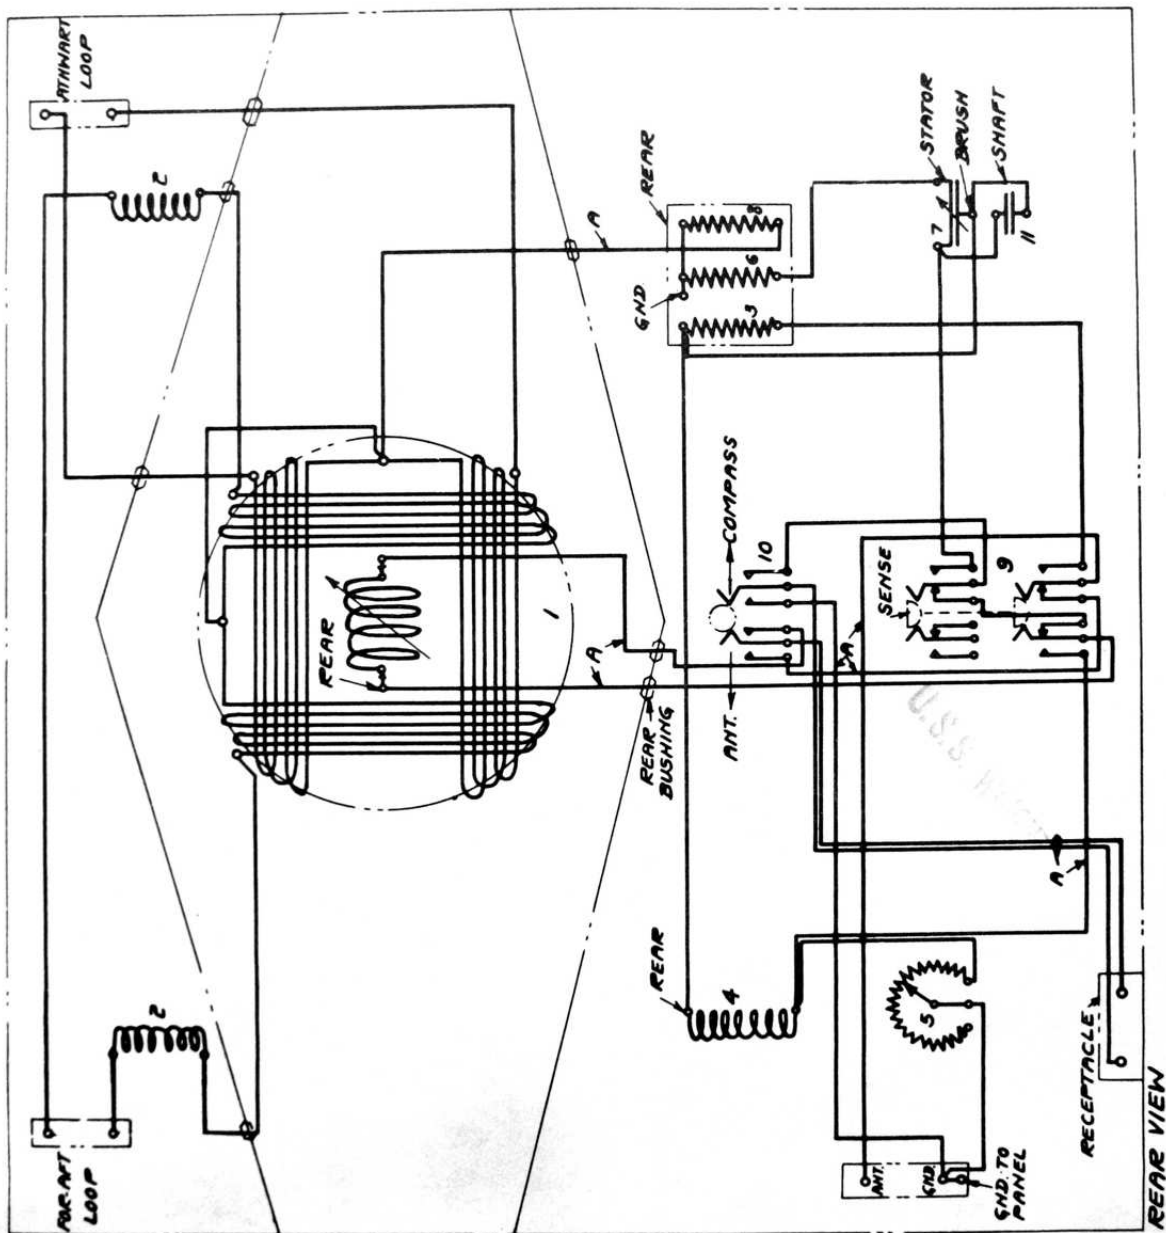 FOR-AFT
LOOP
ATHWART
LOOP
2
2
REAR
1
A
A
REAR
BUSHING
A
REAR
GND
3
6
8
STATOR
BRUSH
SHAFT
7
11
COMPASS
ANT.
10
SENSE
9
A
REAR
4
5
A
ANT.
GND.
GND. TO
PANEL
RECEPTACLE
U.S.S.
REAR VIEW